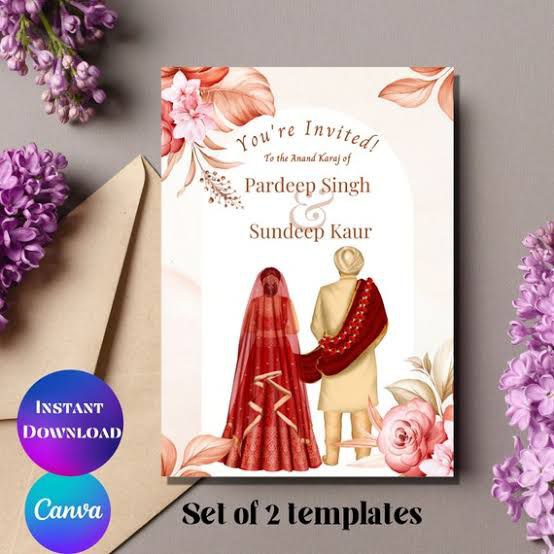 You're Invited!
To the Anand Karaj of
Pardeep Singh
&
Sundeep Kaur
INSTANT
DOWNLOAD
Canva
Set of 2 templates